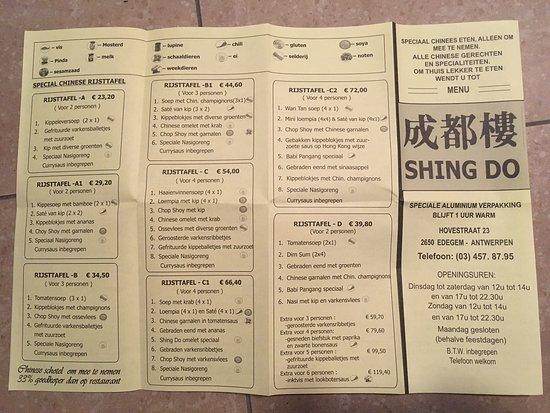 -vis
-Mosterd
-lupine
-chili
-gluten
-soya
-Pinda
-melk
-schaaldieren
-ei
-selderij
-noten
-sesamzaad
-weekdieren
SPECIAL CHINESE RIJSTTAFEL
RIJSTTAFEL -A € 23,20
( Voor 2 personen )
1. Kippeleversoep (2 x 1)
2. Gefrituurde varkensballetjes
met zuurzoet
3. Kip met diverse groenten
4. Speciale Nasigoreng
Currysaus inbegrepen
RIJSTTAFEL -A1 € 29,20
( Voor 2 personen )
1. Kippesoep met bamboe (2 x 1)
2. Saté van kip (2 x 2)
3. Kippeblokjes met ananas
4. Chop Shoy met garnalen
5. Speciaal Nasigoreng
Currysaus inbegrepen
RIJSTTAFEL -B € 34,50
( Voor 3 personen )
1. Tomatensoep (3 x 1)
2. Kippeblokjes met champignons
3. Chop Shoy met ossevlees
4. Gefrituurde varkensballetjes
met zuurzoet
5. Speciale Nasigoreng
Currysaus inbegrepen
Chinese schotel om mee te nemen
33% goedkoper dan op restaurant
RIJSTTAFEL -B1 € 44,60
( Voor 3 personen )
1. Soep met Chin. champignons(3x1)
2. Saté van kip (3 x 2)
3. Kippeblokjes met diverse groenten
4. Chinese omelet met krab
5. Chop Shoy met garnalen
6. Speciale Nasigoreng
Currysaus inbegrepen
RIJSTTAFEL - C € 54,00
( Voor 4 personen )
1. Haaienvinnensoep (4 x 1)
2. Loempia met kip (4 x 1)
3. Chop Shoy met kip
4. Chinese omelet met krab
5. Ossevlees met diverse groenten
6. Geroosterde varkensribbetjes
7. Gefrituurde kippeballetjes
met zuurzoet
8. Speciale Nasigoreng
Currysaus inbegrepen
RIJSTTAFEL - C1 € 66,40
( Voor 4 personen )
1. Soep met krab (4 x 1)
2. Loempia (4x1) en Saté (4 x 1)
3. Chinese garnalen in tomatensaus
4. Gebraden eend met ananas
5. Shing Do omelet speciaal
6. Gebraden varkensribbetjes
7. Chop Shoy met varkensvlees
8. Speciale Nasigoreng
Currysaus inbegrepen
RIJSTTAFEL -C2 € 72,00
( Voor 4 personen )
1. Wan Tan soep (4 x 1)
2. Mini loempia (4x4) & Saté van kip (4x1)
3. Chop Shoy met Chinese garnalen
4. Gebakken kippeblokjes met zuur-
zoete saus op Hong Kong wijze
5. Babi Pangang speciaal
6. Gebraden eend met sinaasappel
7. Kippeblokjes met Chin. champignons
8. Speciaal Nasigoreng
Currysaus inbegrepen
RIJSTTAFEL - D € 39,80
( Voor 2 personen )
1. Tomatensoep (2x1)
2. Dim Sum (2x4)
3. Gebraden eend met groenten
4. Chinese garnalen met Chin. champignons
5. Babi Pangang speciaal
6. Nasi met kip en varkensvlees
Extra voor 3 personen : € 59,70
-geroosterde varkensribbetjes
Extra voor 4 personen : € 79,60
-gesneden biefstuk met paprika
en zwarte bonensaus
Extra voor 5 personen : € 99,50
-gefrituurde kippeballetjes met
zuurzoet
Extra voor 6 personen : € 119,40
-inktvis met lookbotersaus
SPECIAAL CHINEES ETEN, ALLEEN OM
MEE TE NEMEN.
ALLE CHINESE GERECHTEN
EN SPECIALITEITEN.
OM THUIS LEKKER TE ETEN
WENDT U TOT
MENU
成都樓
SHING DO
SPECIALE ALUMINIUM VERPAKKING
BLIJFT 1 UUR WARM
HOVESTRAAT 23
2650 EDEGEM - ANTWERPEN
Telefoon: (03) 457. 87.95
OPENINGSUREN:
Dinsdag tot zaterdag van 12u tot 14u
en van 17u tot 22.30u
Zondag van 12u tot 14u
en van 17u tot 22.30u
Maandag gesloten
(behalve feestdagen)
B.T.W. inbegrepen
Telefoon welkom